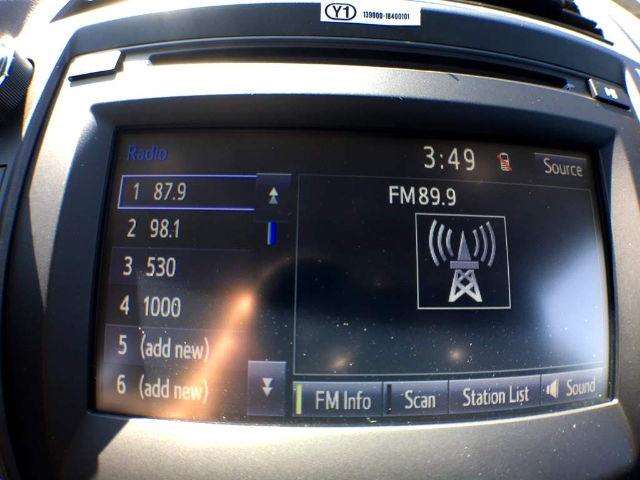 Y1 139000-18400101
Radio
3:49
Source
1 87.9
FM89.9
2 98.1
3 530
4 1000
5 (add new)
6 (add new)
FM Info
Scan
Station List
Sound